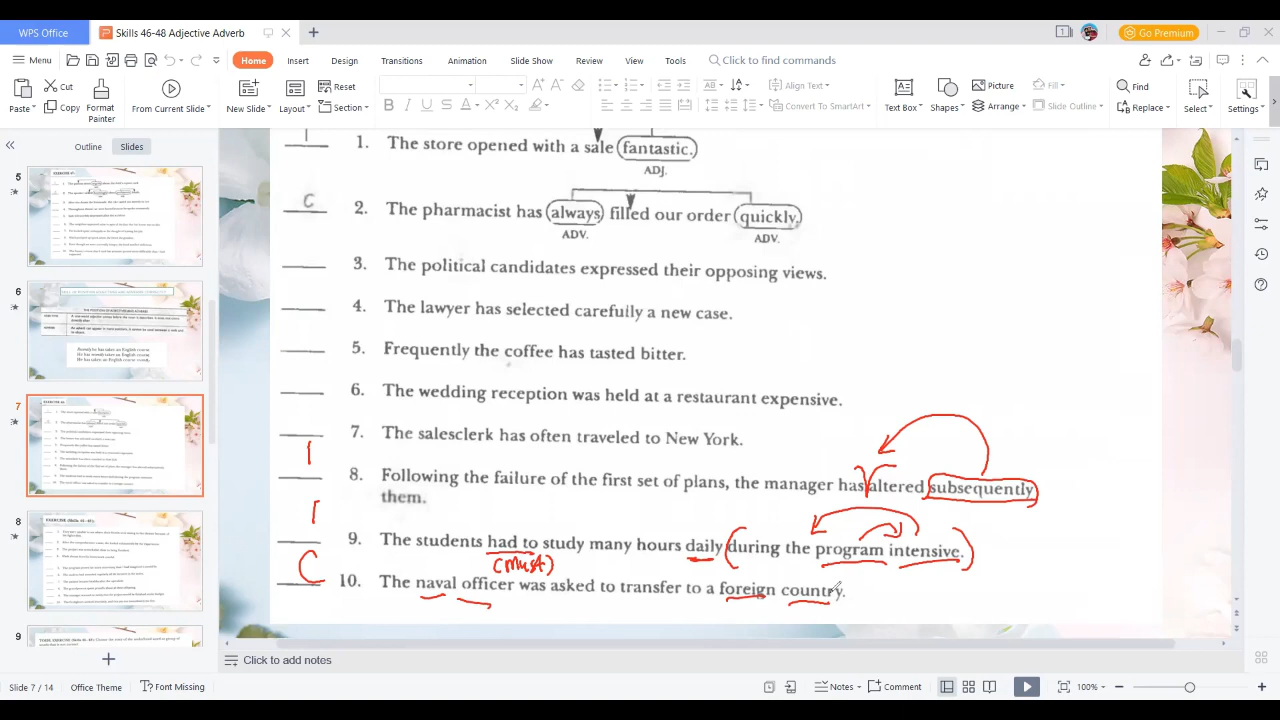 WPS Office
Skills 46-48 Adjective Adverb
Go Premium
Menu
Home
Insert
Design
Transitions
Animation
Slide Show
Review
View
Tools
Click to find commands
Cut
Copy
Format Painter
From Current Slide
New Slide
Layout
Reset
Section
Text Box
Shapes
Picture
Arrange
Align Text
Convert To SmartArt
Fill
Slide Outline
Find
Replace
Select
Settings
Outline
Slides
5
6
7
8
9
I 1. The store opened with a sale fantastic.
ADJ.
C 2. The pharmacist has always filled our order quickly.
ADV. ADV.
3. The political candidates expressed their opposing views.
4. The lawyer has selected carefully a new case.
5. Frequently the coffee has tasted bitter.
6. The wedding reception was held at a restaurant expensive.
7. The salesclerk has often traveled to New York.
I 8. Following the failure of the first set of plans, the manager has altered subsequently
them.
I 9. The students had to study many hours daily (during the program intensive.)
(must)
C 10. The naval officer was asked to transfer to a foreign country.
Click to add notes
Slide 7 / 14
Office Theme
Font Missing
Notes
Comment
100%